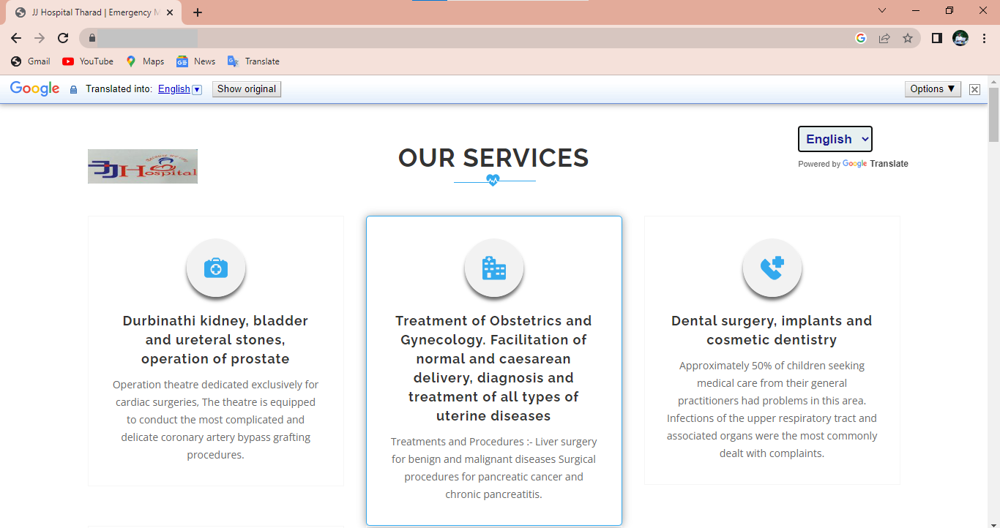 JJ Hospital Tharad | Emergency M
Gmail
YouTube
Maps
News
Translate
Google Translated into: English ▼ Show original Options ▼
English
Powered by Google Translate
JJ Hospital
OUR SERVICES
Durbinathi kidney, bladder
and ureteral stones,
operation of prostate
Operation theatre dedicated exclusively for
cardiac surgeries, The theatre is equipped
to conduct the most complicated and
delicate coronary artery bypass grafting
procedures.
Treatment of Obstetrics and
Gynecology. Facilitation of
normal and caesarean
delivery, diagnosis and
treatment of all types of
uterine diseases
Treatments and Procedures :- Liver surgery
for benign and malignant diseases Surgical
procedures for pancreatic cancer and
chronic pancreatitis.
Dental surgery, implants and
cosmetic dentistry
Approximately 50% of children seeking
medical care from their general
practitioners had problems in this area.
Infections of the upper respiratory tract and
associated organs were the most commonly
dealt with complaints.